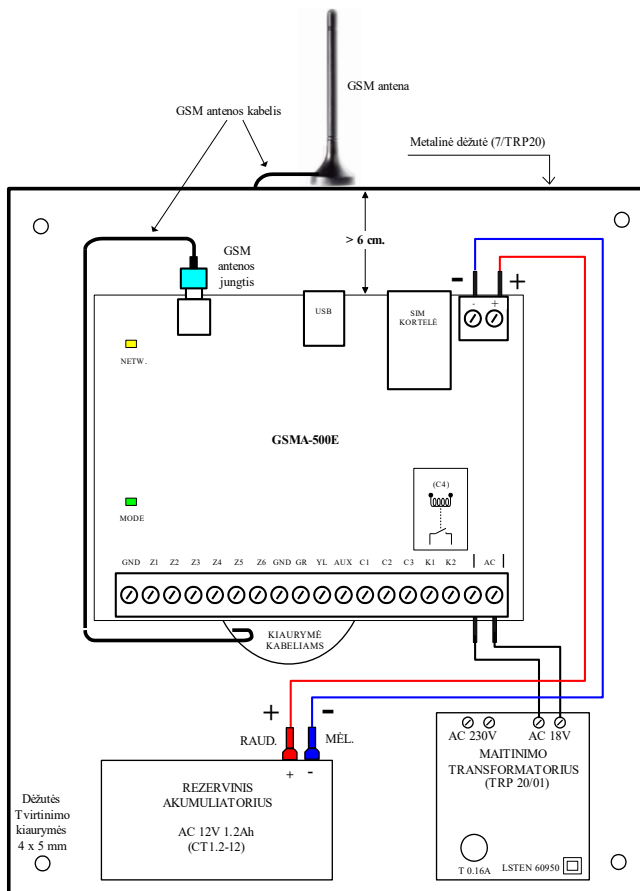 GSM antena
GSM antenos kabelis
Metalinė dėžutė (7/TRP20)
> 6 cm.
GSM
antenos
jungtis
- +
USB
SIM
KORTELĖ
- +
NETW.
GSMA-500E
MODE
(C4)
GND Z1 Z2 Z3 Z4 Z5 Z6 GND GR YL AUX C1 C2 C3 K1 K2 | AC |
KIAURYMĖ
KABELIAMS
+ -
RAUD. MĖL.
+ -
REZERVINIS
AKUMULIATORIUS
AC 12V 1.2Ah
(CT1.2-12)
AC 230V AC 18V
MAITINIMO
TRANSFORMATORIUS
(TRP 20/01)
T 0.16A LSTEN 60950
Dėžutės
Tvirtinimo
kiaurymės
4 x 5 mm